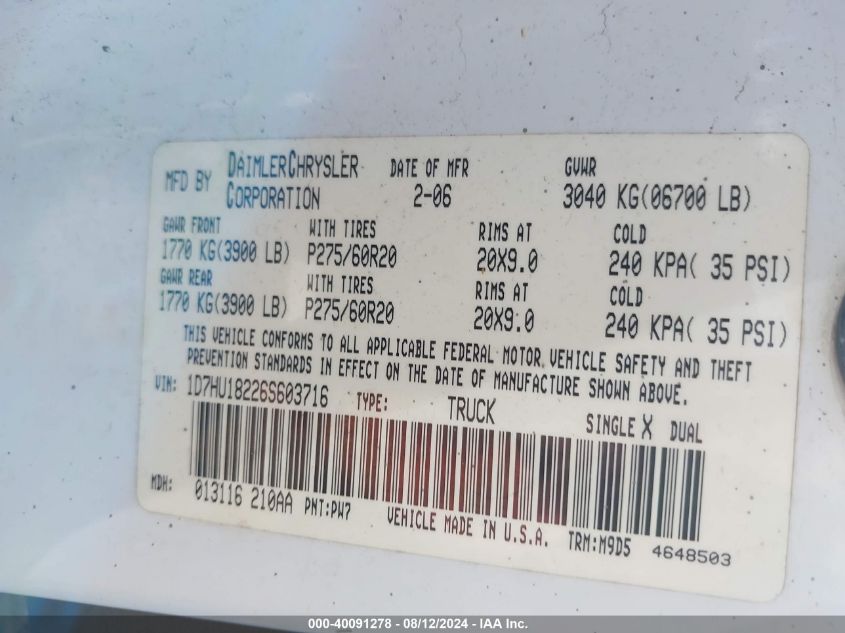 MFD BY DAIMLERCHRYSLER CORPORATION DATE OF MFR 2-06 GVWR 3040 KG(06700 LB)
GAWR FRONT WITH TIRES RIMS AT COLD
1770 KG(3900 LB) P275/60R20 20X9.0 240 KPA( 35 PSI)
GAWR REAR WITH TIRES RIMS AT COLD
1770 KG(3900 LB) P275/60R20 20X9.0 240 KPA( 35 PSI)
THIS VEHICLE CONFORMS TO ALL APPLICABLE FEDERAL MOTOR VEHICLE SAFETY AND THEFT
PREVENTION STANDARDS IN EFFECT ON THE DATE OF MANUFACTURE SHOWN ABOVE.
VIN: 1D7HU18226S603716 TYPE: TRUCK SINGLE X DUAL
MDH: 013116 210AA PNT:PW7 VEHICLE MADE IN U.S.A. TRM:M9D5 4648503
000-40091278 - 08/12/2024 - IAA Inc.